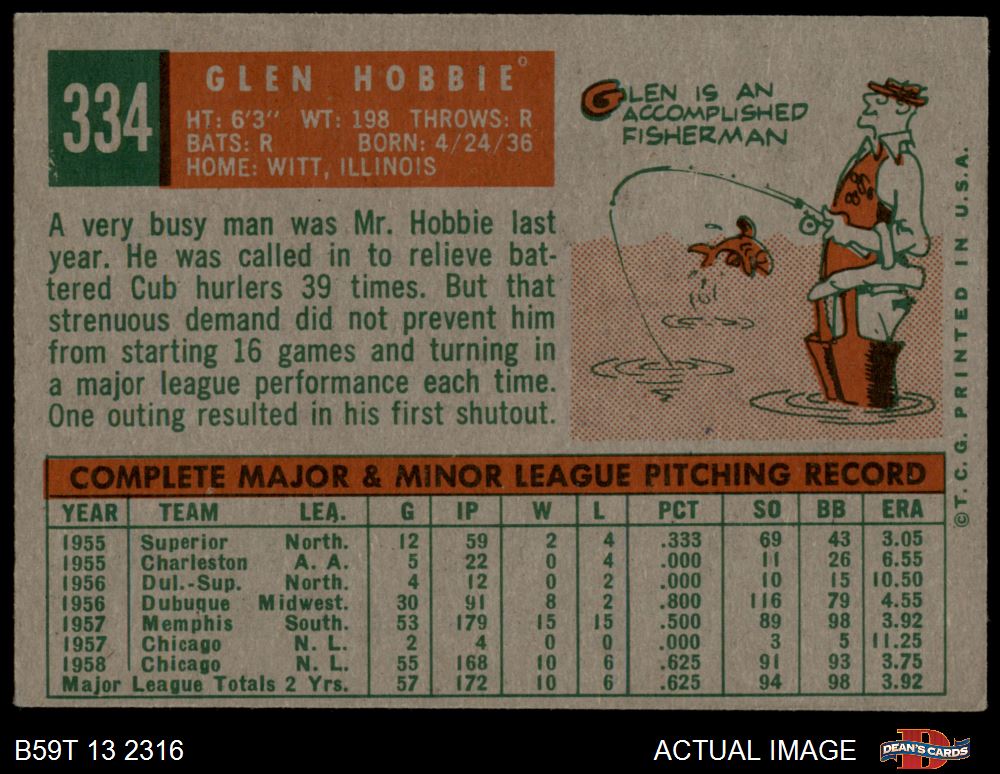 334
GLEN HOBBIE
HT: 6'3" WT: 198 THROWS: R
BATS: R BORN: 4/24/36
HOME: WITT, ILLINOIS
GLEN IS AN
ACCOMPLISHED
FISHERMAN
A very busy man was Mr. Hobbie last
year. He was called in to relieve bat-
tered Cub hurlers 39 times. But that
strenuous demand did not prevent him
from starting 16 games and turning in
a major league performance each time.
One outing resulted in his first shutout.
©T.C.G. PRINTED IN U.S.A.
COMPLETE MAJOR & MINOR LEAGUE PITCHING RECORD
YEAR TEAM LEA. G IP W L PCT SO BB ERA
1955 Superior North. 12 59 2 4 .333 69 43 3.05
1955 Charleston A. A. 5 22 0 4 .000 11 26 6.55
1956 Dul.-Sup. North. 4 12 0 2 .000 10 15 10.50
1956 Dubuque Midwest. 30 91 8 2 .800 116 79 4.55
1957 Memphis South. 53 179 15 15 .500 89 98 3.92
1957 Chicago N. L. 2 4 0 0 .000 3 5 11.25
1958 Chicago N. L. 55 168 10 6 .625 91 93 3.75
Major League Totals 2 Yrs. 57 172 10 6 .625 94 98 3.92
B59T 13 2316
ACTUAL IMAGE
DEAN'S CARDS